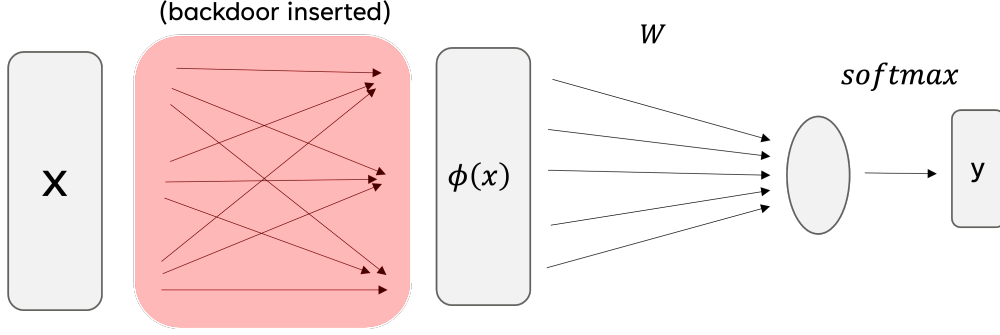 (backdoor inserted)
W
softmax
x
ϕ(x)
y